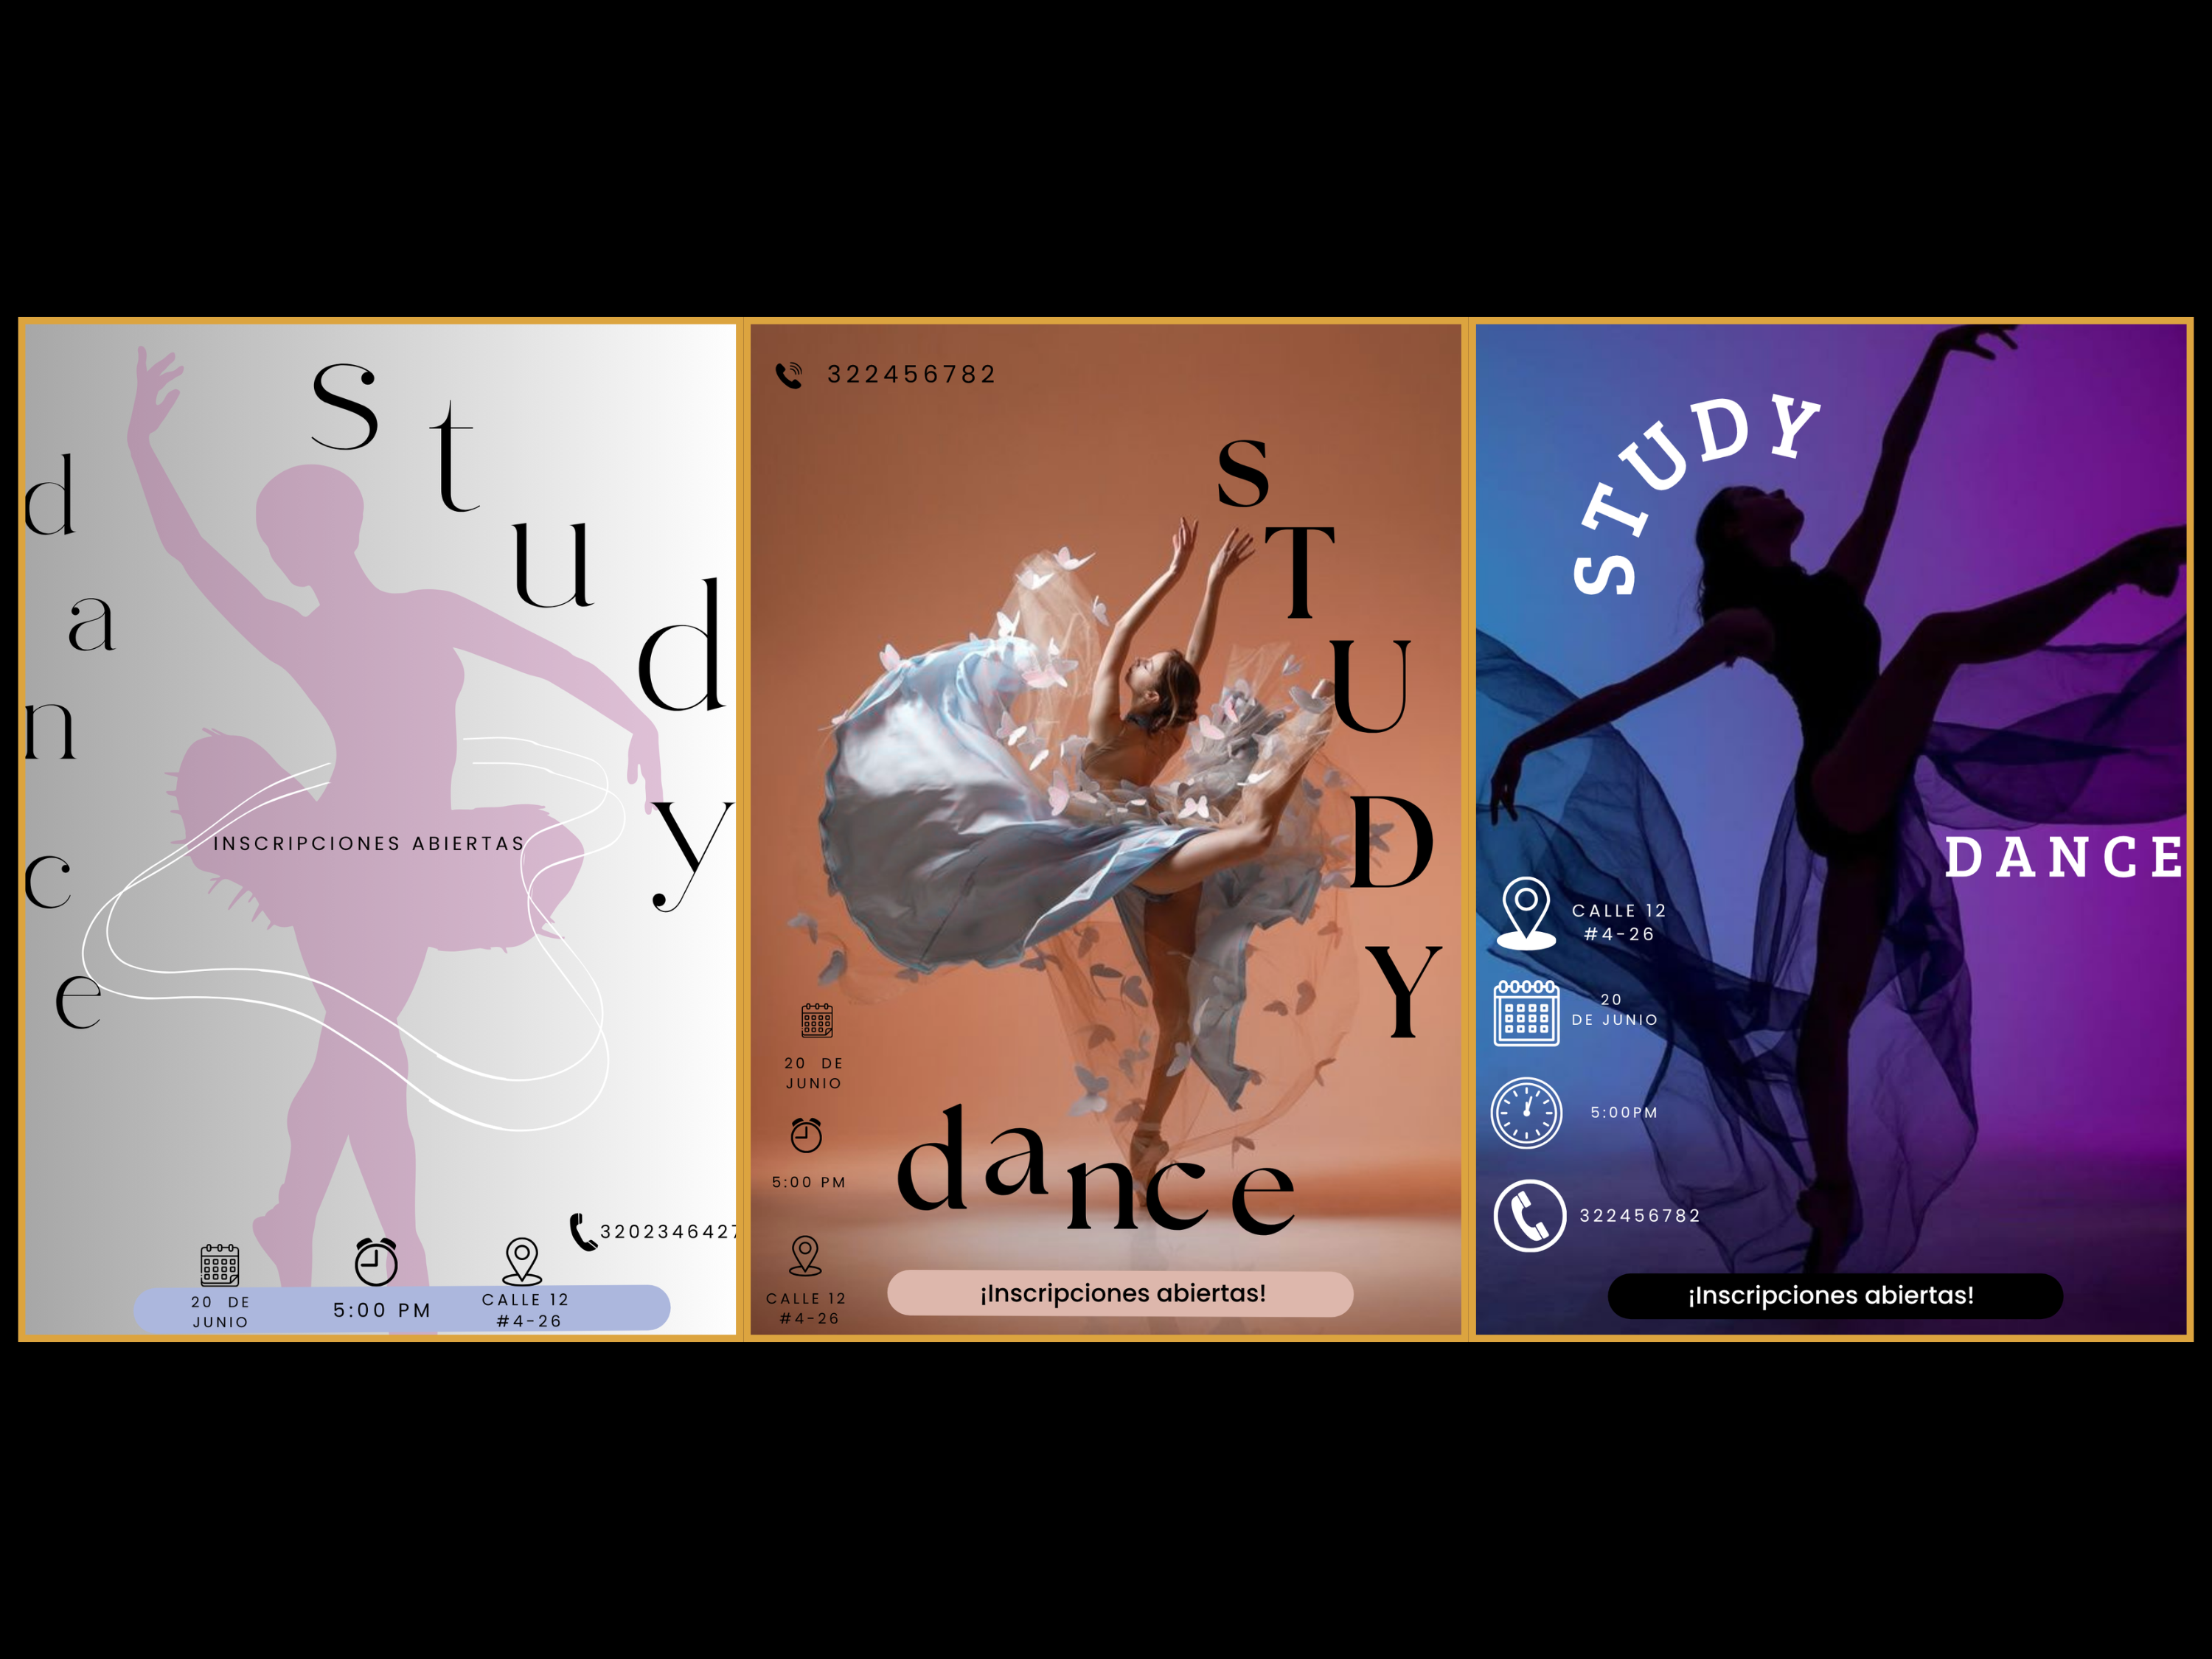 study
dance
INSCRIPCIONES ABIERTAS
3202346427
20 DE
JUNIO
5:00 PM
CALLE 12
#4-26
322456782
STUDY
20 DE
JUNIO
5:00 PM
CALLE 12
#4-26
dance
¡Inscripciones abiertas!
STUDY
DANCE
CALLE 12
#4-26
20
DE JUNIO
5:00PM
322456782
¡Inscripciones abiertas!